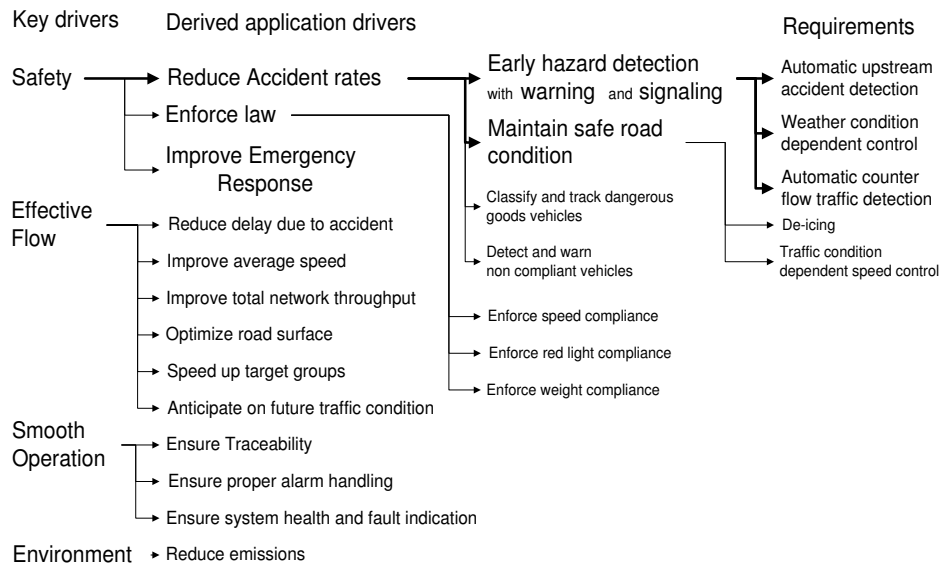 Key drivers
Derived application drivers
Requirements
Safety
Reduce Accident rates
Early hazard detection
with warning and signaling
Automatic upstream
accident detection
Enforce law
Maintain safe road
condition
Weather condition
dependent control
Improve Emergency
Response
Classify and track dangerous
goods vehicles
Automatic counter
flow traffic detection
Effective
Flow
Reduce delay due to accident
De-icing
Improve average speed
Detect and warn
non compliant vehicles
Traffic condition
dependent speed control
Improve total network throughput
Enforce speed compliance
Optimize road surface
Enforce red light compliance
Speed up target groups
Enforce weight compliance
Anticipate on future traffic condition
Smooth
Operation
Ensure Traceability
Ensure proper alarm handling
Ensure system health and fault indication
Environment
Reduce emissions